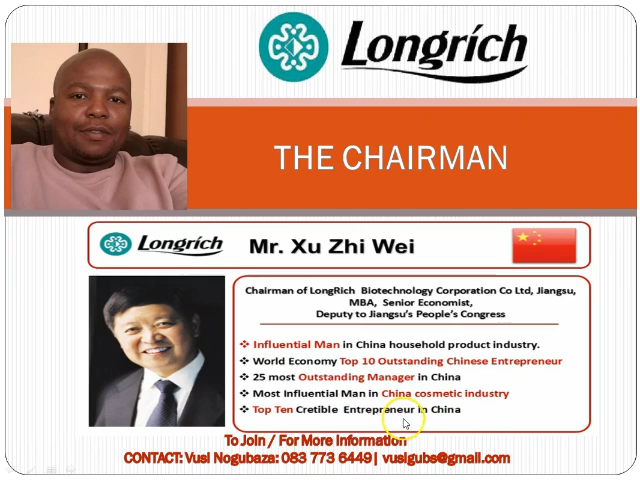 Longrích
THE CHAIRMAN
Longrích Mr. Xu Zhi Wei
Chairman of LongRich Biotechnology Corporation Co Ltd, Jiangsu,
MBA, Senior Economist,
Deputy to Jiangsu's People's Congress
❖ Influential Man in China household product industry.
❖ World Economy Top 10 Outstanding Chinese Entrepreneur
❖ 25 most Outstanding Manager in China
❖ Most Influential Man in China cosmetic industry
❖ Top Ten Cretible Entrepreneur in China
To Join / For More Information
CONTACT: Vusi Nogubaza: 083 773 6449| vusigubs@gmail.com